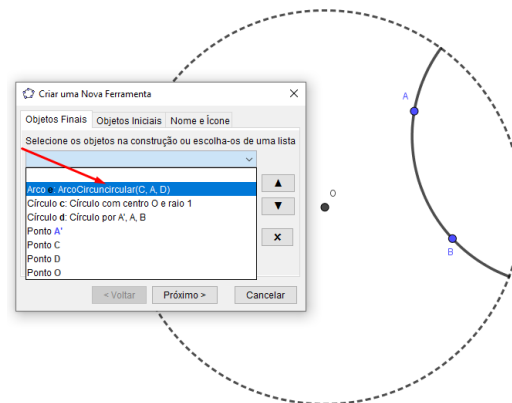 Criar uma Nova Ferramenta
Objetos Finais Objetos Iniciais Nome e Ícone
Selecione os objetos na construção ou escolha-os de uma lista
Arco e: ArcoCircuncircular(C, A, D)
Círculo c: Círculo com centro O e raio 1
Círculo d: Círculo por A', A, B
Ponto A'
Ponto C
Ponto D
Ponto O
< Voltar Próximo > Cancelar
A
O
B